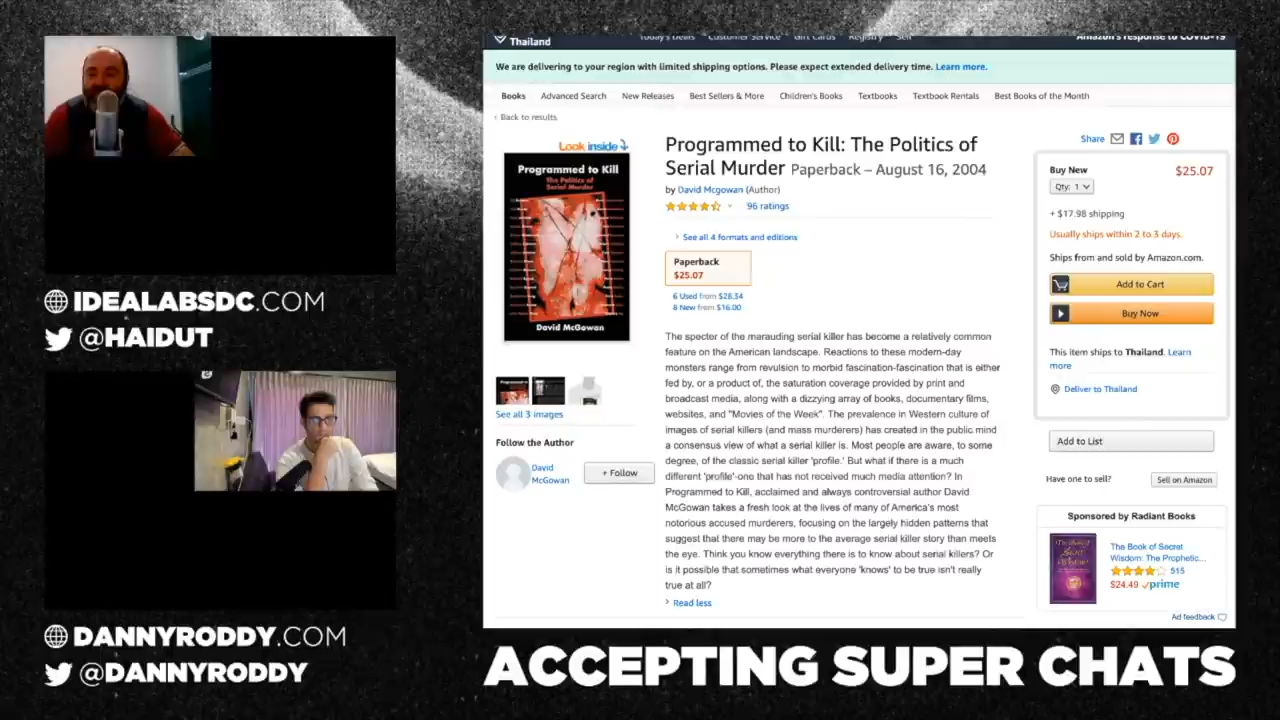 IDEALABSDC.COM
@HAIDUT
DANNYRODDY.COM
@DANNYRODDY
Thailand
Today's Deals Customer Service Gift Cards Registry Sell
Amazon's response to COVID-19
We are delivering to your region with limited shipping options. Please expect extended delivery time. Learn more.
Books Advanced Search New Releases Best Sellers & More Children's Books Textbooks Textbook Rentals Best Books of the Month
‹ Back to results
Look inside
Programmed to Kill
The Politics of
Serial Murder
David McGowan
See all 3 images
Follow the Author
David
McGowan
+ Follow
Programmed to Kill: The Politics of
Serial Murder Paperback – August 16, 2004
by David Mcgowan (Author)
96 ratings
See all 4 formats and editions
Paperback
$25.07
6 Used from $28.34
8 New from $16.00
The specter of the marauding serial killer has become a relatively common
feature on the American landscape. Reactions to these modern-day
monsters range from revulsion to morbid fascination-fascination that is either
fed by, or a product of, the saturation coverage provided by print and
broadcast media, along with a dizzying array of books, documentary films,
websites, and "Movies of the Week". The prevalence in Western culture of
images of serial killers (and mass murderers) has created in the public mind
a consensus view of what a serial killer is. Most people are aware, to some
degree, of the classic serial killer 'profile.' But what if there is a much
different 'profile'-one that has not received much media attention? In
Programmed to Kill, acclaimed and always controversial author David
McGowan takes a fresh look at the lives of many of America's most
notorious accused murderers, focusing on the largely hidden patterns that
suggest that there may be more to the average serial killer story than meets
the eye. Think you know everything there is to know about serial killers? Or
is it possible that sometimes what everyone 'knows' to be true isn't really
true at all?
Read less
Share
Buy New
$25.07
Qty: 1
+ $17.98 shipping
Usually ships within 2 to 3 days.
Ships from and sold by Amazon.com.
Add to Cart
Buy Now
This item ships to Thailand. Learn
more
Deliver to Thailand
Add to List
Have one to sell?
Sell on Amazon
Sponsored by Radiant Books
The Book of Secret
Wisdom: The Prophetic...
515
$24.49 prime
Ad feedback
ACCEPTING SUPER CHATS